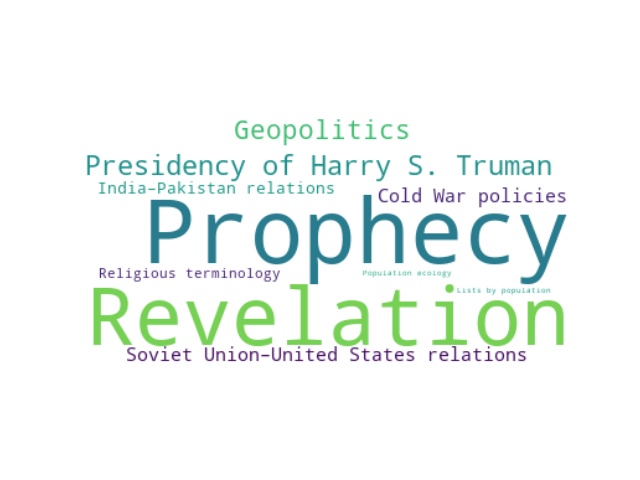 Geopolitics
Presidency of Harry S. Truman
India–Pakistan relations
Cold War policies
Prophecy
Religious terminology
Population ecology
Lists by population
Revelation
Soviet Union–United States relations